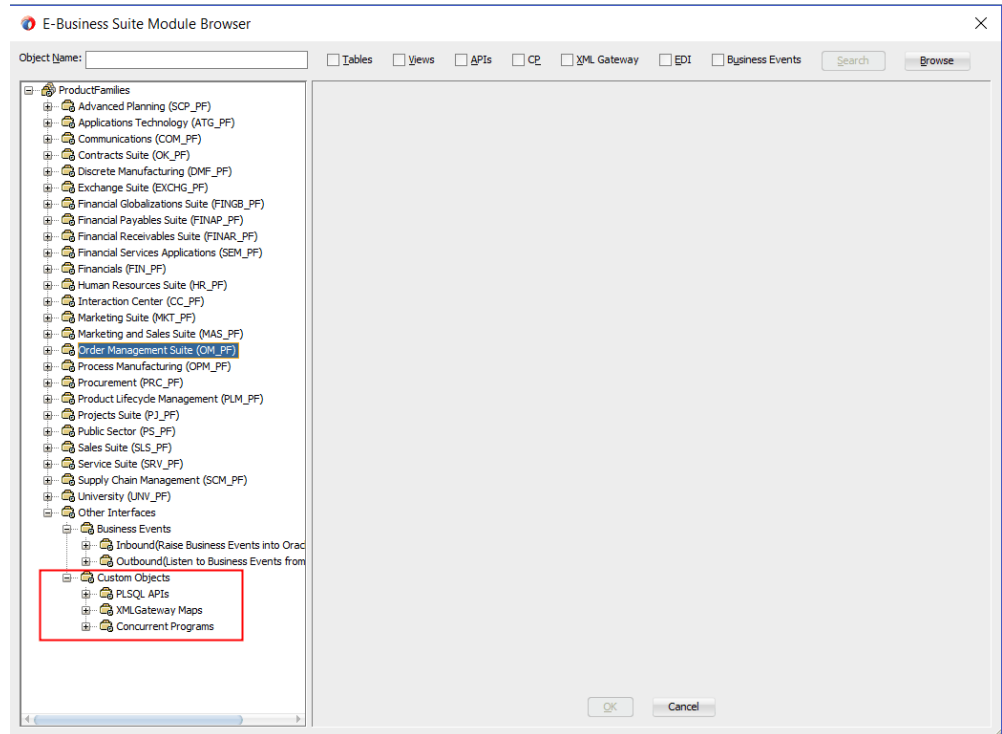 E-Business Suite Module Browser
Object Name: Tables Views APIs CP XML Gateway EDI Business Events Search Browse
ProductFamilies
Advanced Planning (SCP_PF)
Applications Technology (ATG_PF)
Communications (COM_PF)
Contracts Suite (OK_PF)
Discrete Manufacturing (DMF_PF)
Exchange Suite (EXCHG_PF)
Financial Globalizations Suite (FINGB_PF)
Financial Payables Suite (FINAP_PF)
Financial Receivables Suite (FINAR_PF)
Financial Services Applications (SEM_PF)
Financials (FIN_PF)
Human Resources Suite (HR_PF)
Interaction Center (CC_PF)
Marketing Suite (MKT_PF)
Marketing and Sales Suite (MAS_PF)
Order Management Suite (OM_PF)
Process Manufacturing (OPM_PF)
Procurement (PRC_PF)
Product Lifecycle Management (PLM_PF)
Projects Suite (PJ_PF)
Public Sector (PS_PF)
Sales Suite (SLS_PF)
Service Suite (SRV_PF)
Supply Chain Management (SCM_PF)
University (UNV_PF)
Other Interfaces
Business Events
Inbound(Raise Business Events into Orac
Outbound(Listen to Business Events from
Custom Objects
PLSQL APIs
XMLGateway Maps
Concurrent Programs
OK Cancel